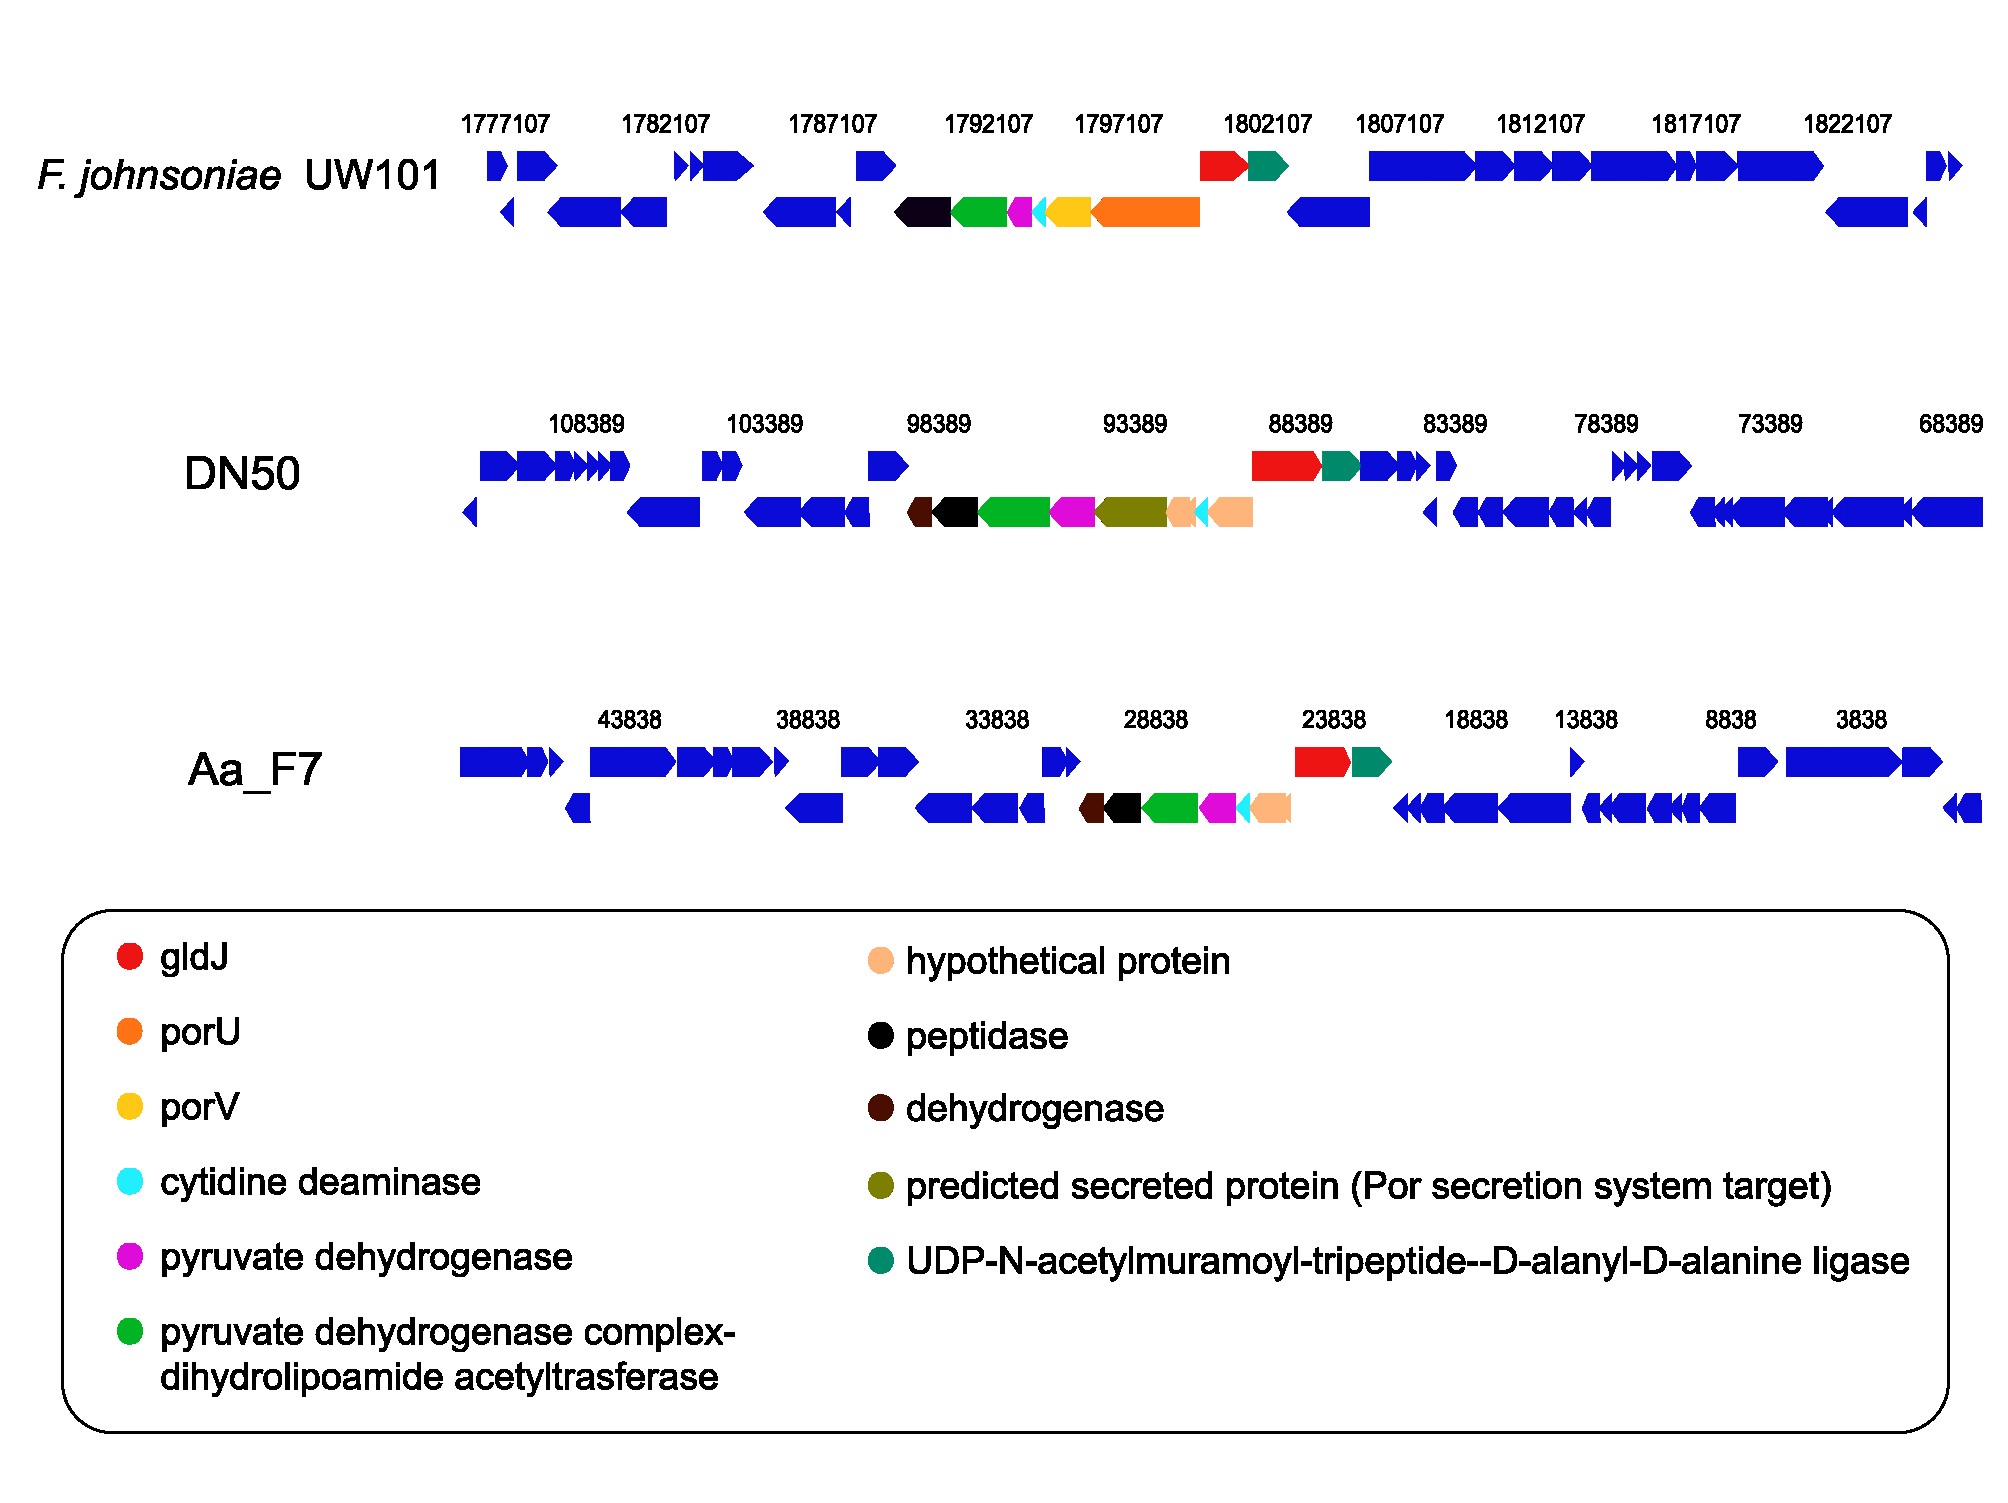 1777107 1782107 1787107 1792107 1797107 1802107 1807107 1812107 1817107 1822107
F. johnsoniae UW101
108389 103389 98389 93389 88389 83389 78389 73389 68389
DN50
43838 38838 33838 28838 23838 18838 13838 8838 3838
Aa_F7
gldJ
porU
porV
cytidine deaminase
pyruvate dehydrogenase
pyruvate dehydrogenase complex-
dihydrolipoamide acetyltrasferase
hypothetical protein
peptidase
dehydrogenase
predicted secreted protein (Por secretion system target)
UDP-N-acetylmuramoyl-tripeptide--D-alanyl-D-alanine ligase